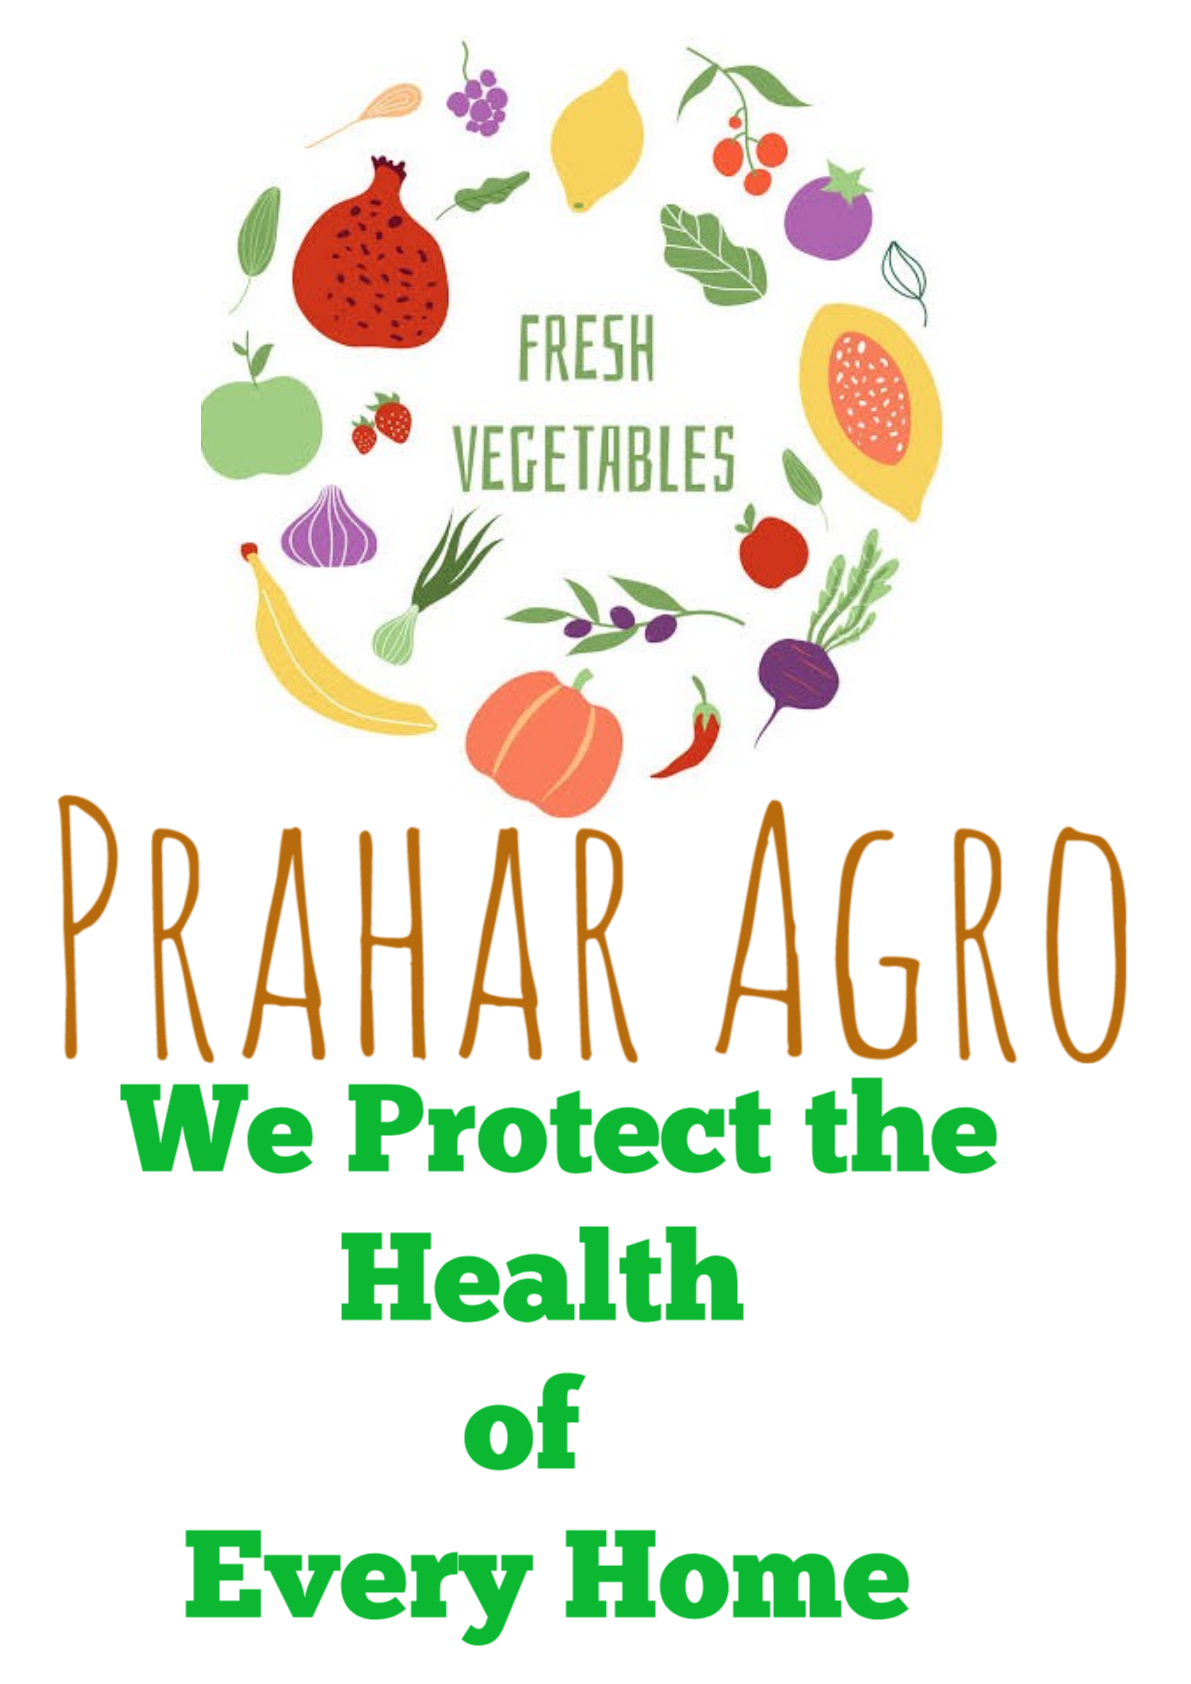 FRESH
VEGETABLES
PRAHAR AGRO
We Protect the
Health
of
Every Home